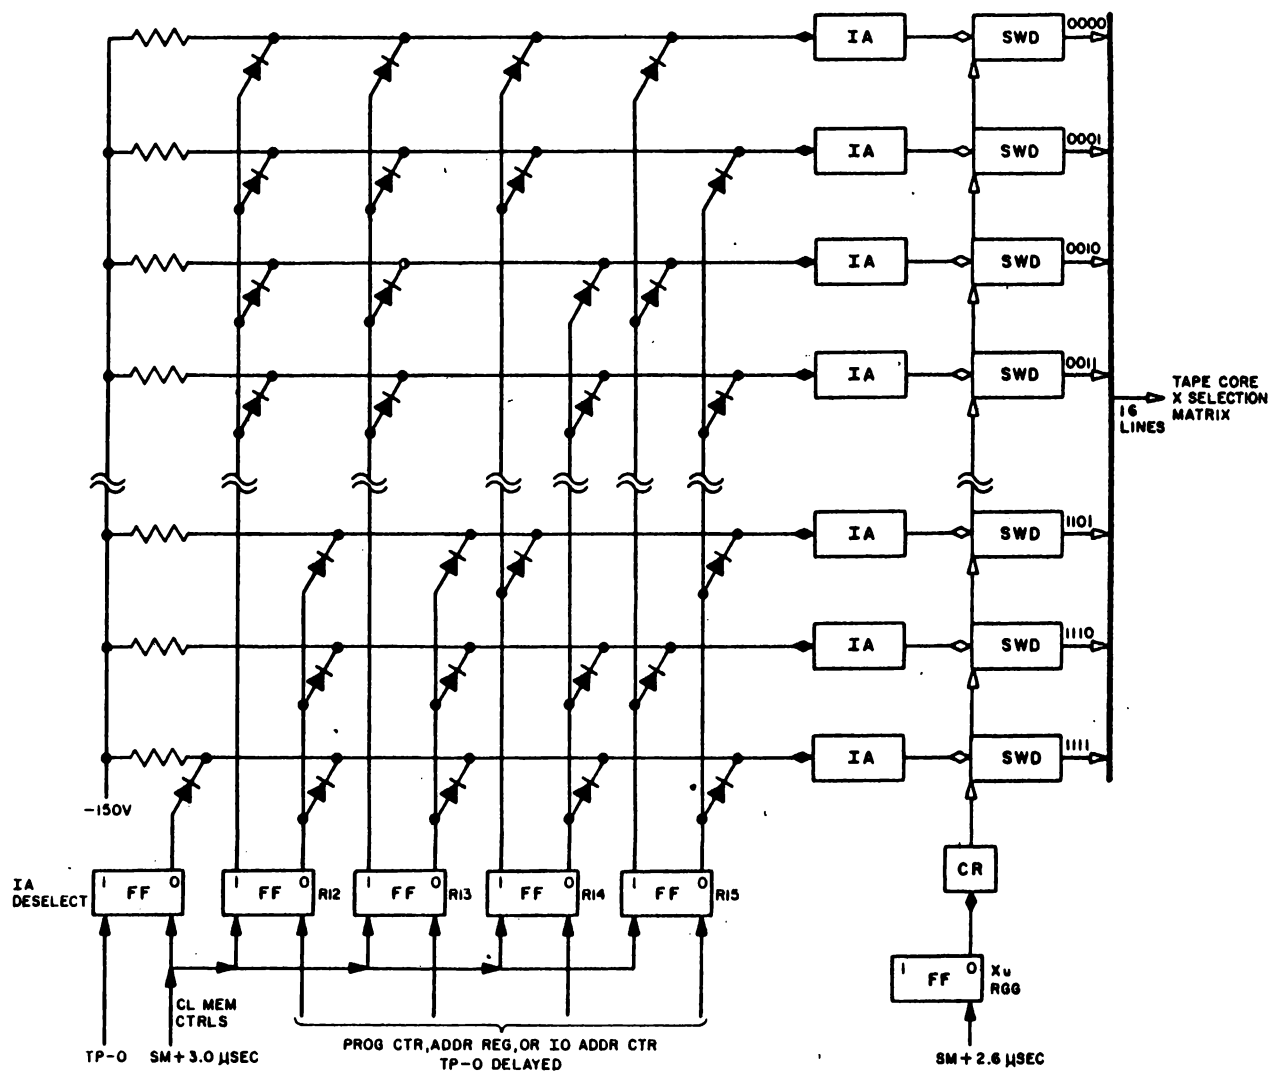 IA SWD 0000
IA SWD 0001
IA SWD 0010
IA SWD 0011
TAPE CORE
X SELECTION
MATRIX
16
LINES
IA SWD 1101
IA SWD 1110
IA SWD 1111
-150V
CR
IA
DESELECT
1 FF 0
1 FF 0 R12
1 FF 0 R13
1 FF 0 R14
1 FF 0 R15
1 FF 0
Xu
RGG
CL MEM
CTRLS
TP-0
SM+3.0 µSEC
PROG CTR, ADDR REG, OR IO ADDR CTR
TP-0 DELAYED
SM+2.6 µSEC